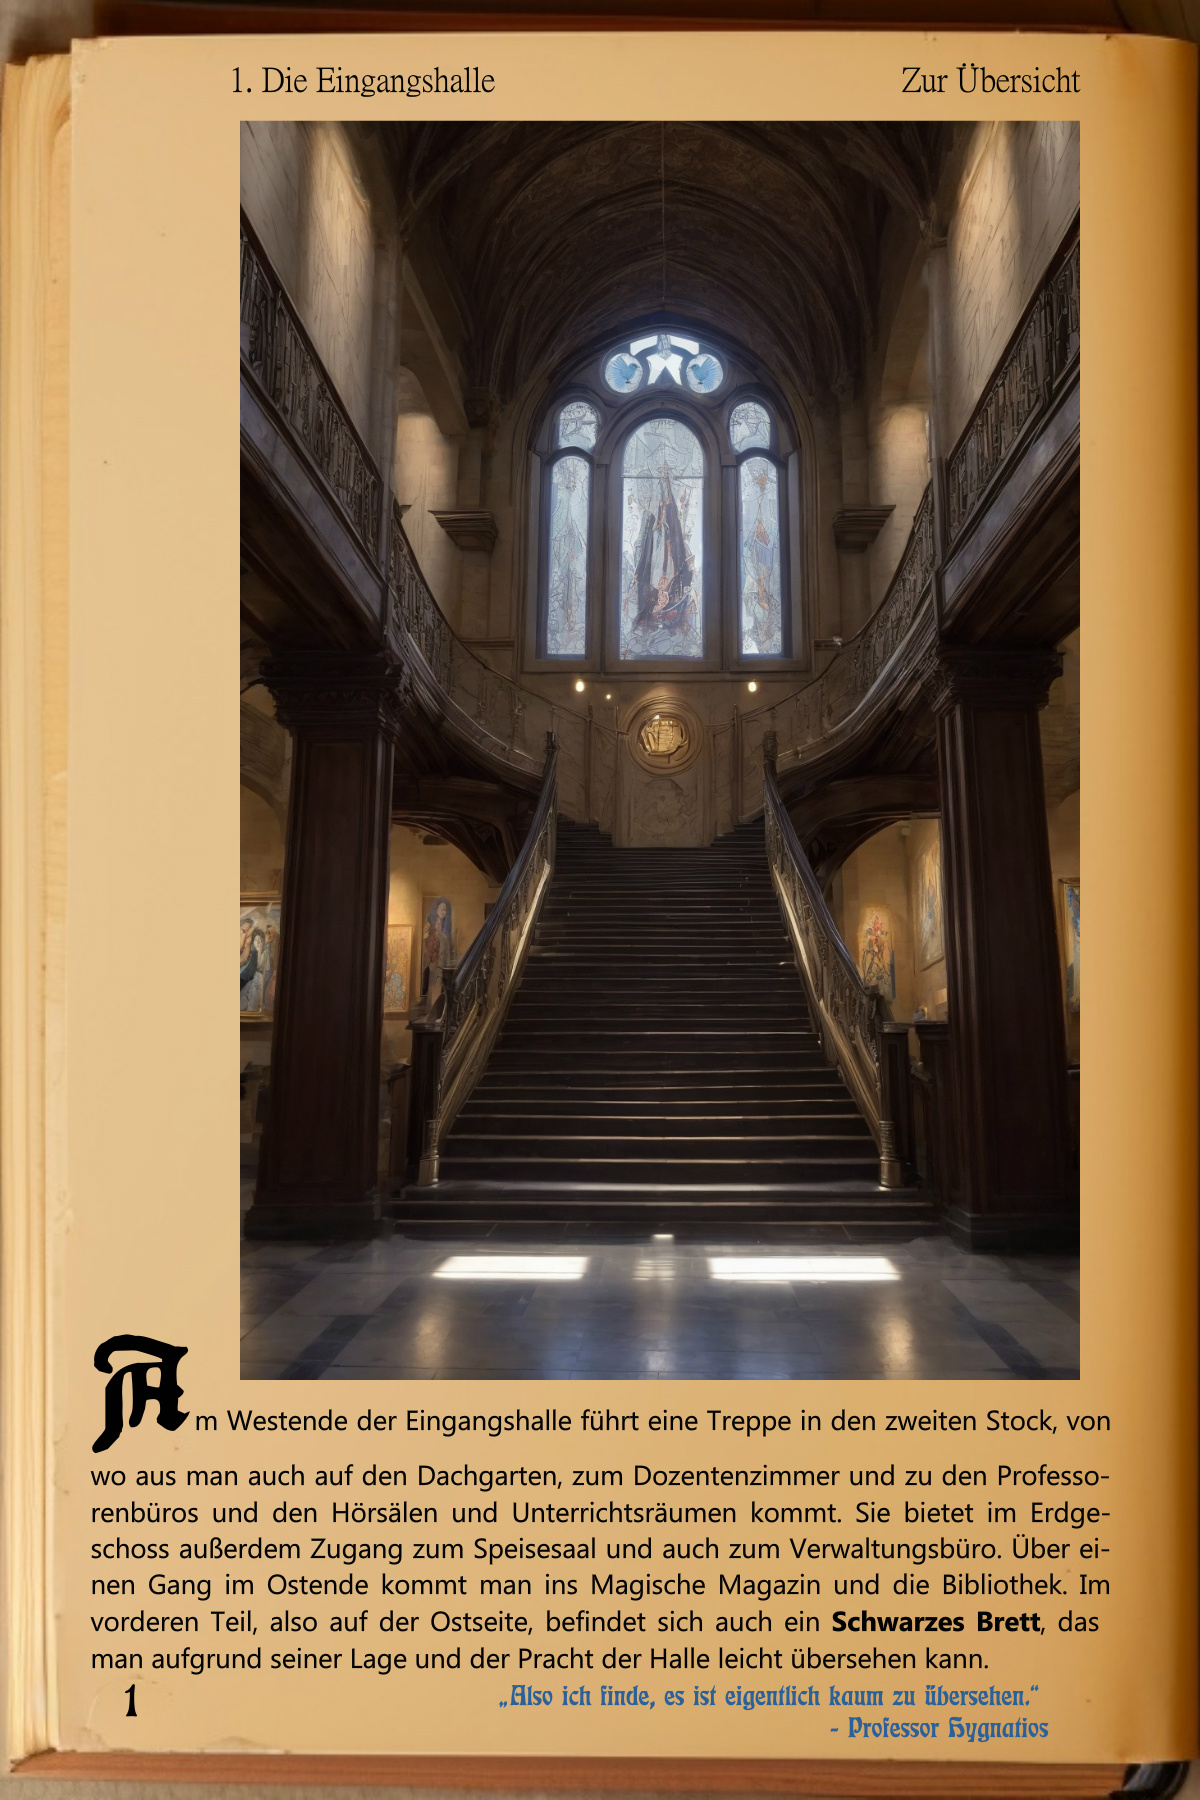 1. Die Eingangshalle
Zur Übersicht
Am Westende der Eingangshalle führt eine Treppe in den zweiten Stock, von
wo aus man auch auf den Dachgarten, zum Dozentenzimmer und zu den Professo-
renbüros und den Hörsälen und Unterrichtsräumen kommt. Sie bietet im Erdge-
schoss außerdem Zugang zum Speisesaal und auch zum Verwaltungsbüro. Über ei-
nen Gang im Ostende kommt man ins Magische Magazin und die Bibliothek. Im
vorderen Teil, also auf der Ostseite, befindet sich auch ein Schwarzes Brett, das
man aufgrund seiner Lage und der Pracht der Halle leicht übersehen kann.
„Also ich finde, es ist eigentlich kaum zu übersehen.“
- Professor Hygnatios
1